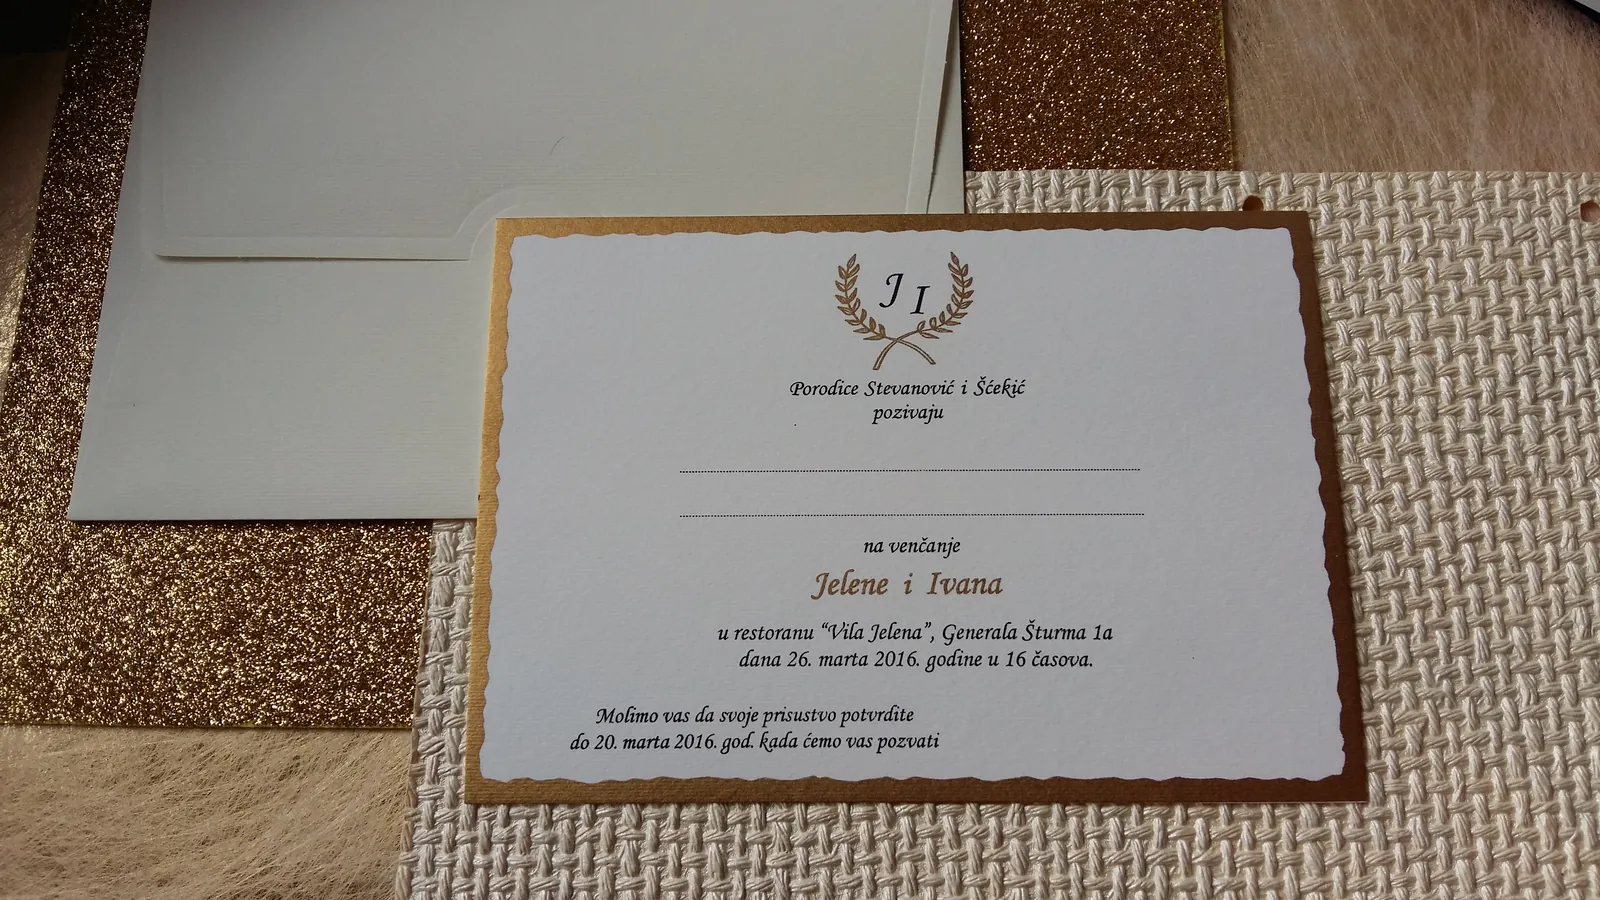 J I
Porodice Stevanović i Šćekić
pozivaju
na venčanje
Jelene i Ivana
u restoranu “Vila Jelena”, Generala Šturma 1a
dana 26. marta 2016. godine u 16 časova.
Molimo vas da svoje prisustvo potvrdite
do 20. marta 2016. god. kada ćemo vas pozvati